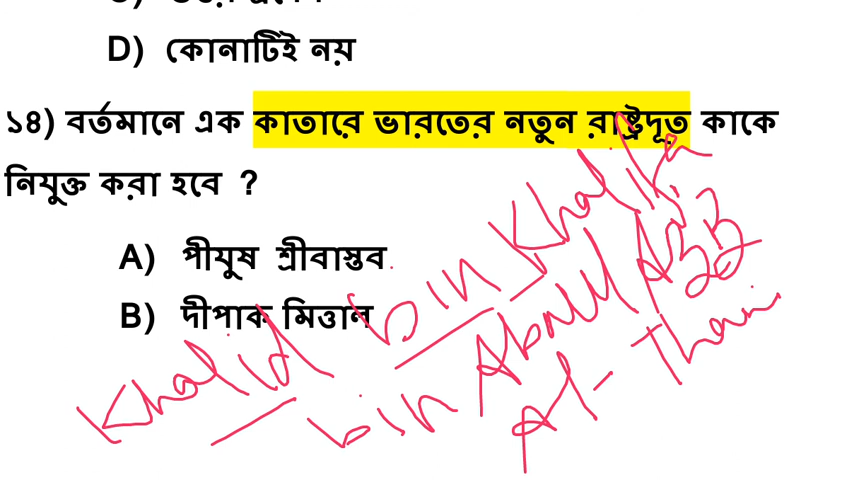 D) কোনাটিই নয়
১৪) বর্তমানে এক কাতারে ভারতের নতুন রাষ্ট্রদূত কাকে
নিযুক্ত করা হবে ?
A) পীযুষ শ্রীবাস্তব
B) দীপাক মিত্তাল
Khalid bin Khalifa
bin Abdul Aziz
Al-Thani